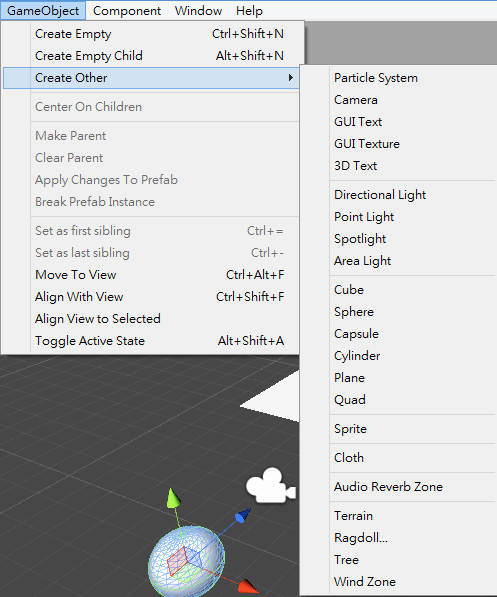 GameObject Component Window Help
Create Empty Ctrl+Shift+N
Create Empty Child Alt+Shift+N
Create Other
Center On Children
Make Parent
Clear Parent
Apply Changes To Prefab
Break Prefab Instance
Set as first sibling Ctrl+=
Set as last sibling Ctrl+-
Move To View Ctrl+Alt+F
Align With View Ctrl+Shift+F
Align View to Selected
Toggle Active State Alt+Shift+A
Particle System
Camera
GUI Text
GUI Texture
3D Text
Directional Light
Point Light
Spotlight
Area Light
Cube
Sphere
Capsule
Cylinder
Plane
Quad
Sprite
Cloth
Audio Reverb Zone
Terrain
Ragdoll...
Tree
Wind Zone